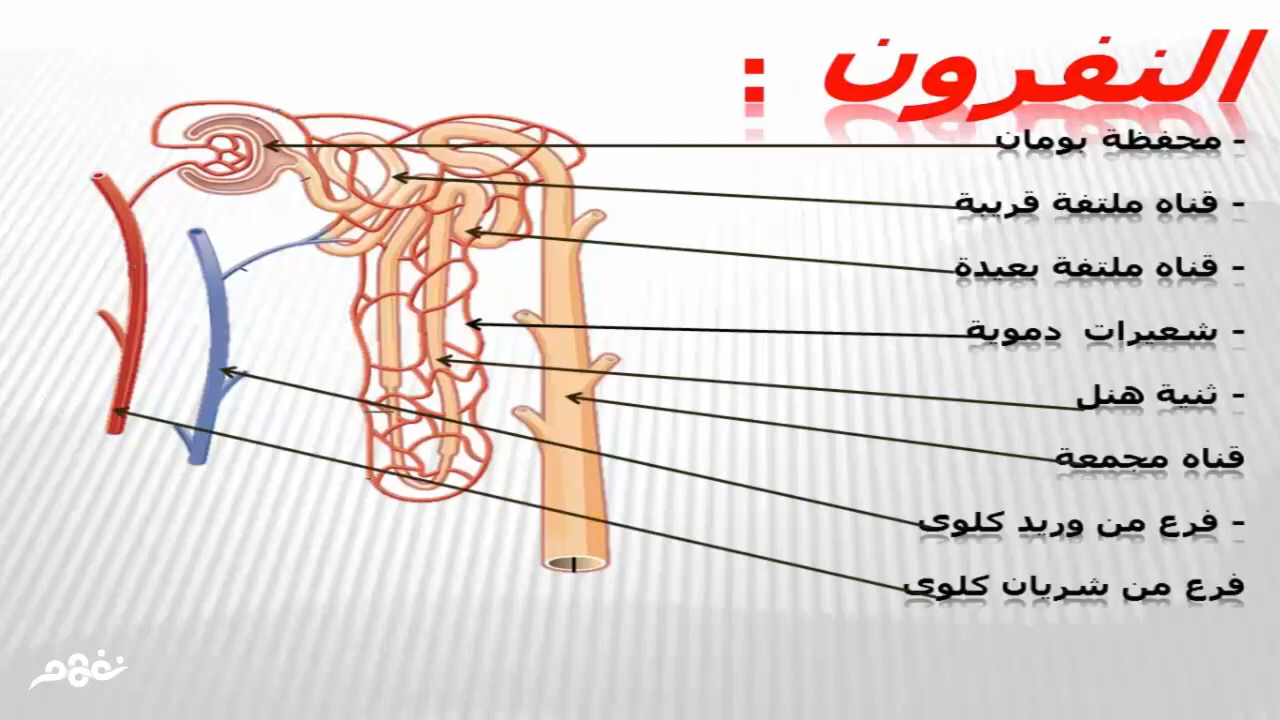 النفرون :
- محفظة بومان
- قناه ملتفة قريبة
- قناه ملتفة بعيدة
- شعيرات دموية
- ثنية هنل
قناه مجمعة
- فرع من وريد كلوى
فرع من شريان كلوى
نفهم